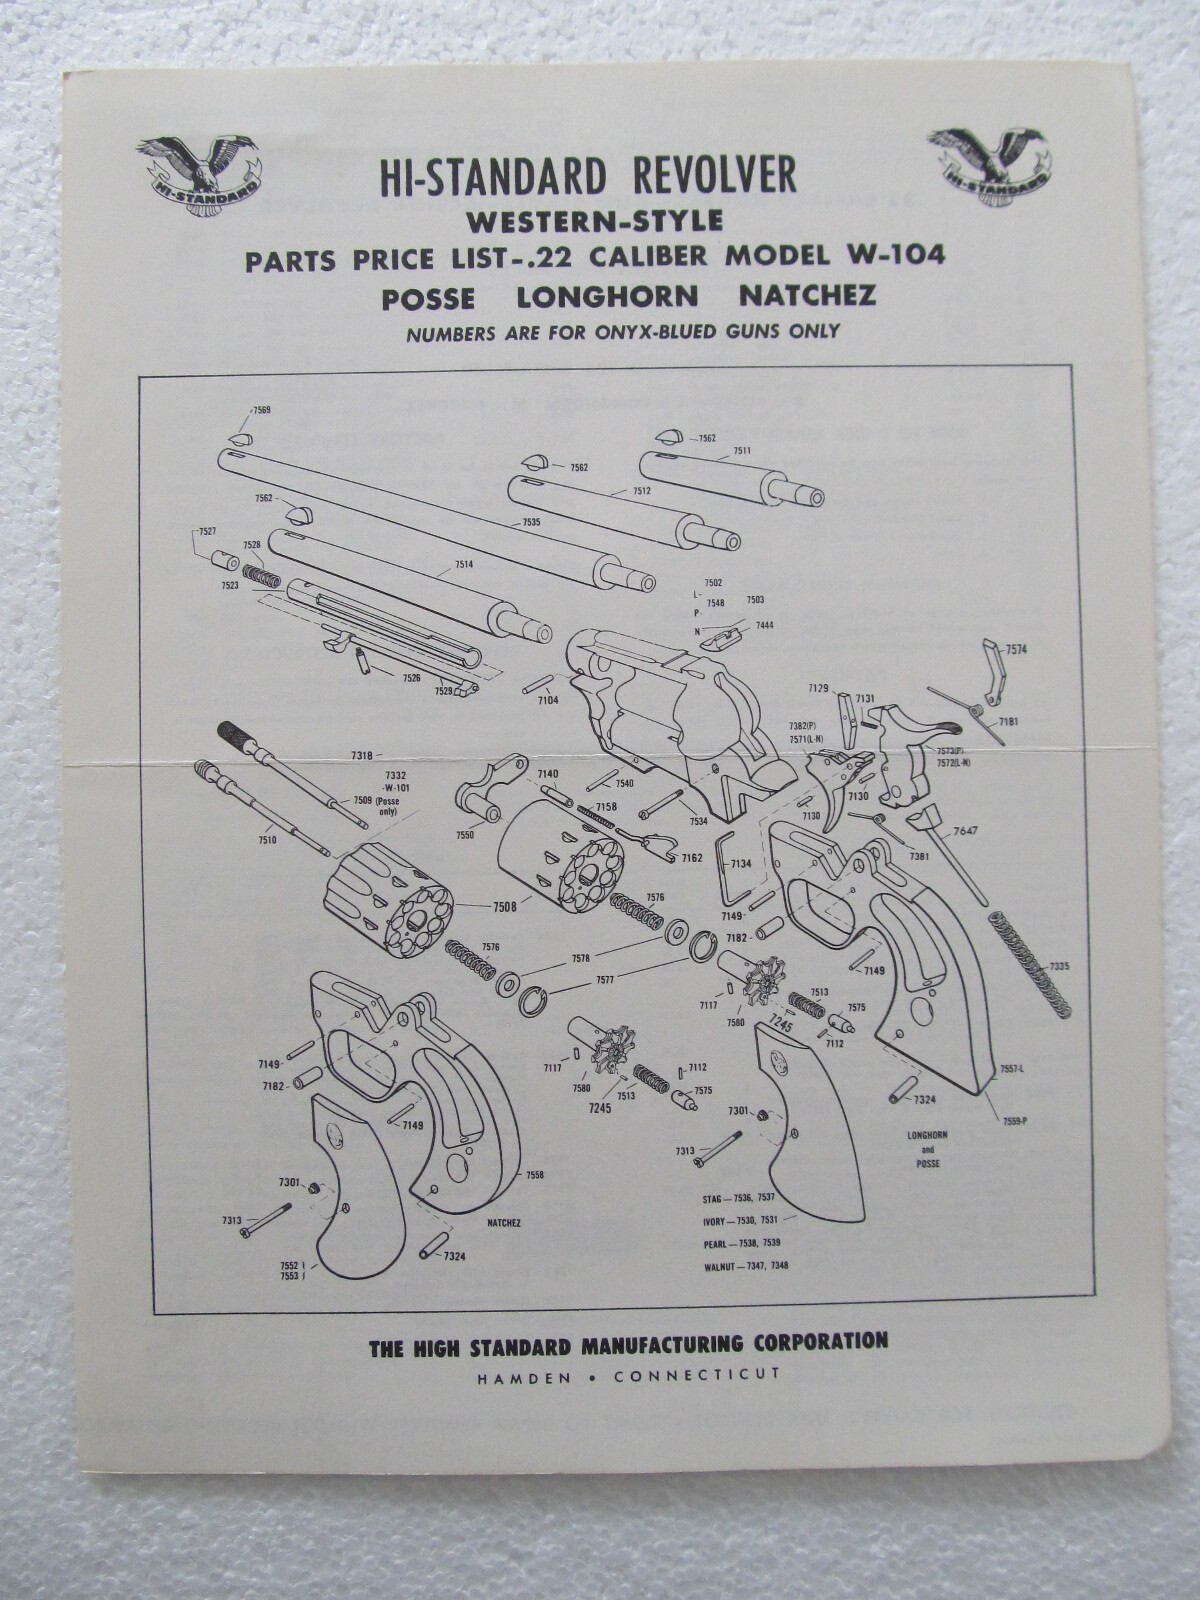 HI-STANDARD
HI-STANDARD
HI-STANDARD REVOLVER
WESTERN-STYLE
PARTS PRICE LIST-.22 CALIBER MODEL W-104
POSSE LONGHORN NATCHEZ
NUMBERS ARE FOR ONYX-BLUED GUNS ONLY
7569
7562
7511
7562
7512
7562
7535
7527
7528
7514
7523
7502
L-
7548
7503
P-
7444
N
7526
7529
7104
7574
7129
7131
7181
7382(P)
7571(L-N)
7573(P)
7572(L-N)
7318
7332
-W-101
7509 (Posse
only)
7140
7540
7130
7158
7534
7130
7550
7647
7510
7162
7134
7381
7508
7576
7149
7182
7576
7578
7149
7335
7577
7117
7513
7580
7575
7245
7112
7149
7117
7112
7182
7580
7575
7513
7557-L
7245
7324
7301
7559-P
7149
LONGHORN
and
POSSE
7313
7301
7558
STAG—7536, 7537
7313
NATCHEZ
IVORY—7530, 7531
7324
PEARL—7538, 7539
7552
7553
WALNUT—7347, 7348
THE HIGH STANDARD MANUFACTURING CORPORATION
HAMDEN • CONNECTICUT